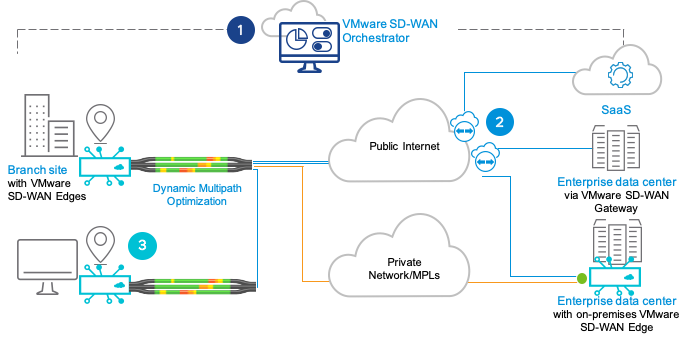 1
VMware SD-WAN
Orchestrator
2
SaaS
Public Internet
Branch site
with VMware
SD-WAN Edges
Dynamic Multipath
Optimization
Enterprise data center
via VMware SD-WAN
Gateway
3
Private
Network/MPLs
Enterprise data center
with on-premises VMware
SD-WAN Edge